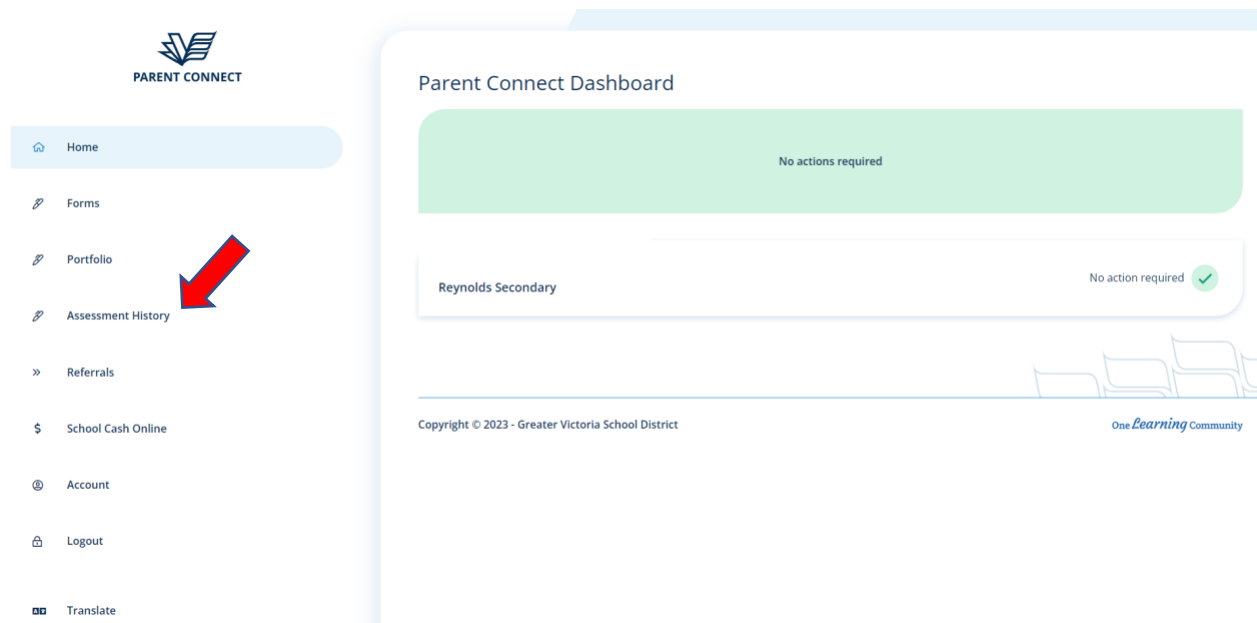 PARENT CONNECT
Home
Forms
Portfolio
Assessment History
Referrals
School Cash Online
Account
Logout
Translate
Parent Connect Dashboard
No actions required
Reynolds Secondary
No action required
Copyright © 2023 - Greater Victoria School District
One Learning Community